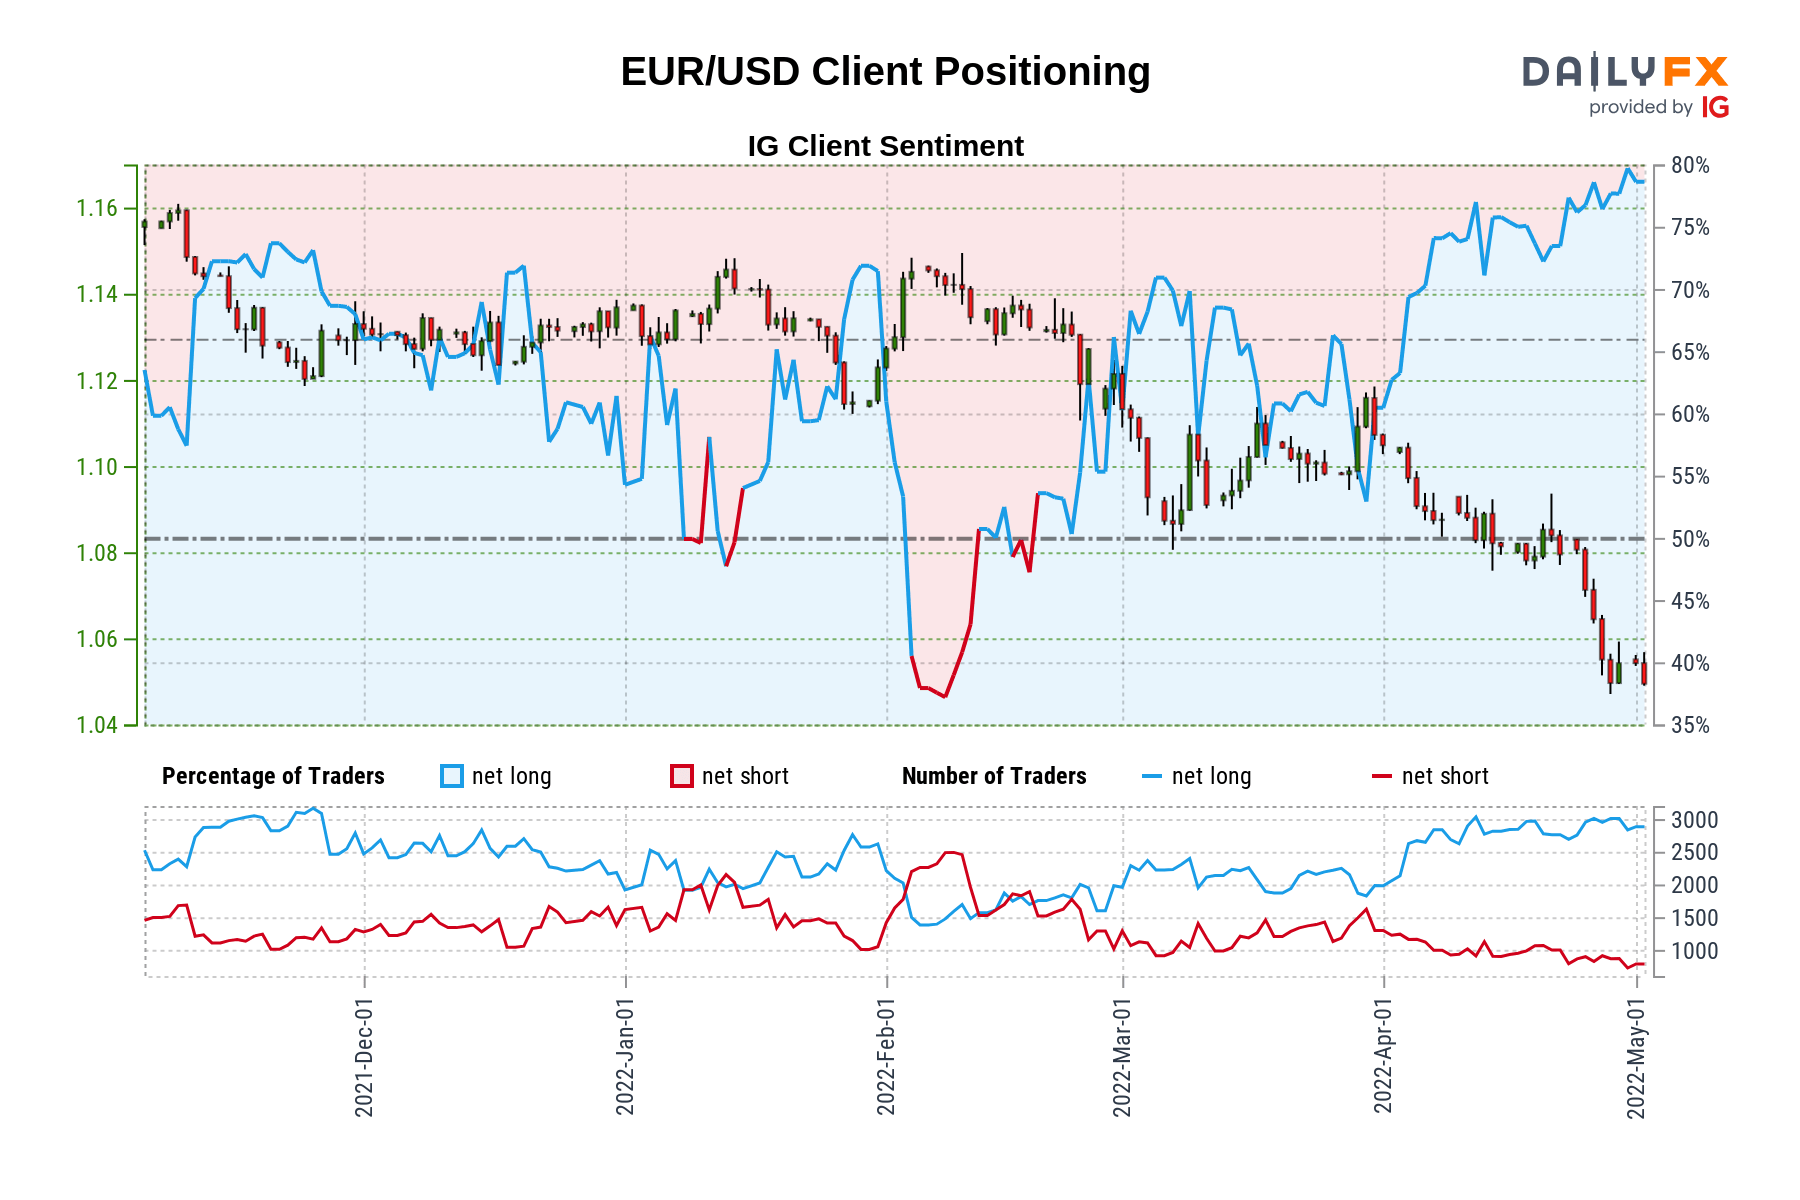 EUR/USD Client Positioning
DAILYFX
provided by IG
IG Client Sentiment
1.16
1.14
1.12
1.10
1.08
1.06
1.04
80%
75%
70%
65%
60%
55%
50%
45%
40%
35%
Percentage of Traders net long net short Number of Traders net long net short
3000
2500
2000
1500
1000
2021-Dec-01
2022-Jan-01
2022-Feb-01
2022-Mar-01
2022-Apr-01
2022-May-01